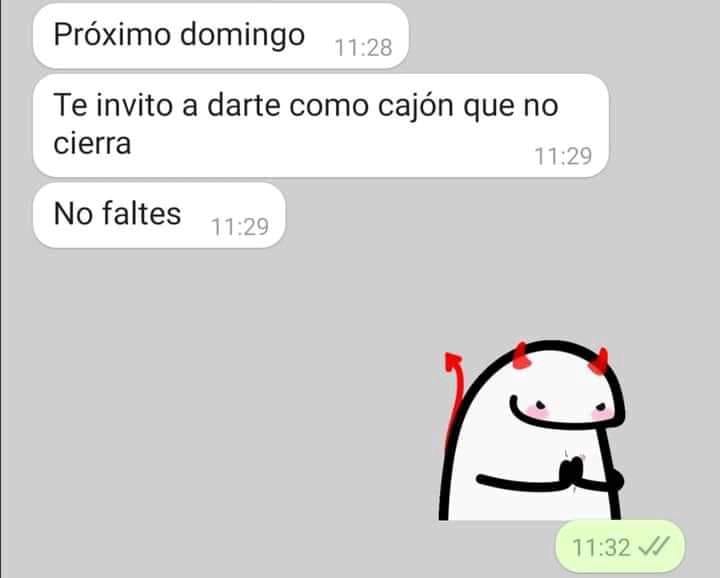 Próximo domingo 11:28
Te invito a darte como cajón que no
cierra 11:29
No faltes 11:29
11:32